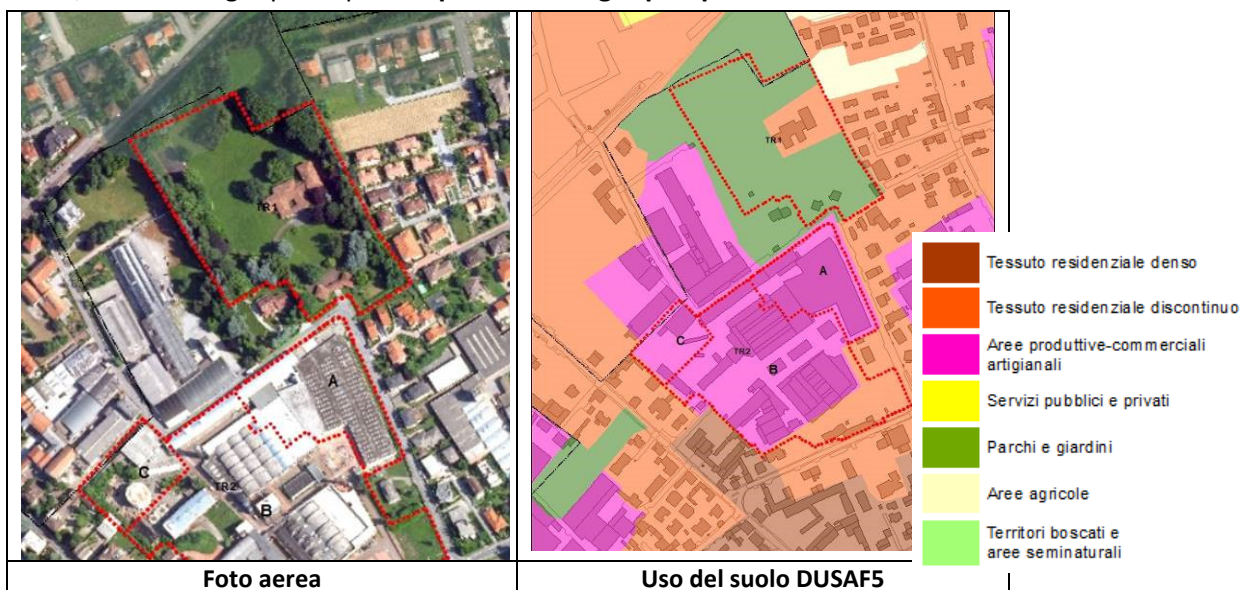 TR1
A
C
TR2
B
TR1
A
C
TR2
B
Tessuto residenziale denso
Tessuto residenziale discontinuo
Aree produttive-commerciali
artigianali
Servizi pubblici e privati
Parchi e giardini
Aree agricole
Territori boscati e
aree seminaturali
Foto aerea
Uso del suolo DUSAF5